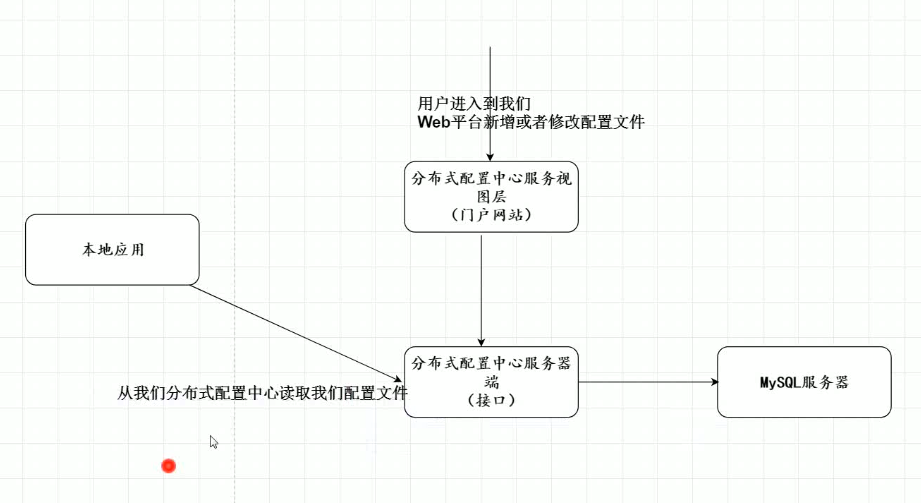 用户进入到我们
Web平台新增或者修改配置文件
分布式配置中心服务视
图层
（门户网站）
本地应用
分布式配置中心服务器
端
（接口）
MySQL服务器
从我们分布式配置中心读取我们配置文件